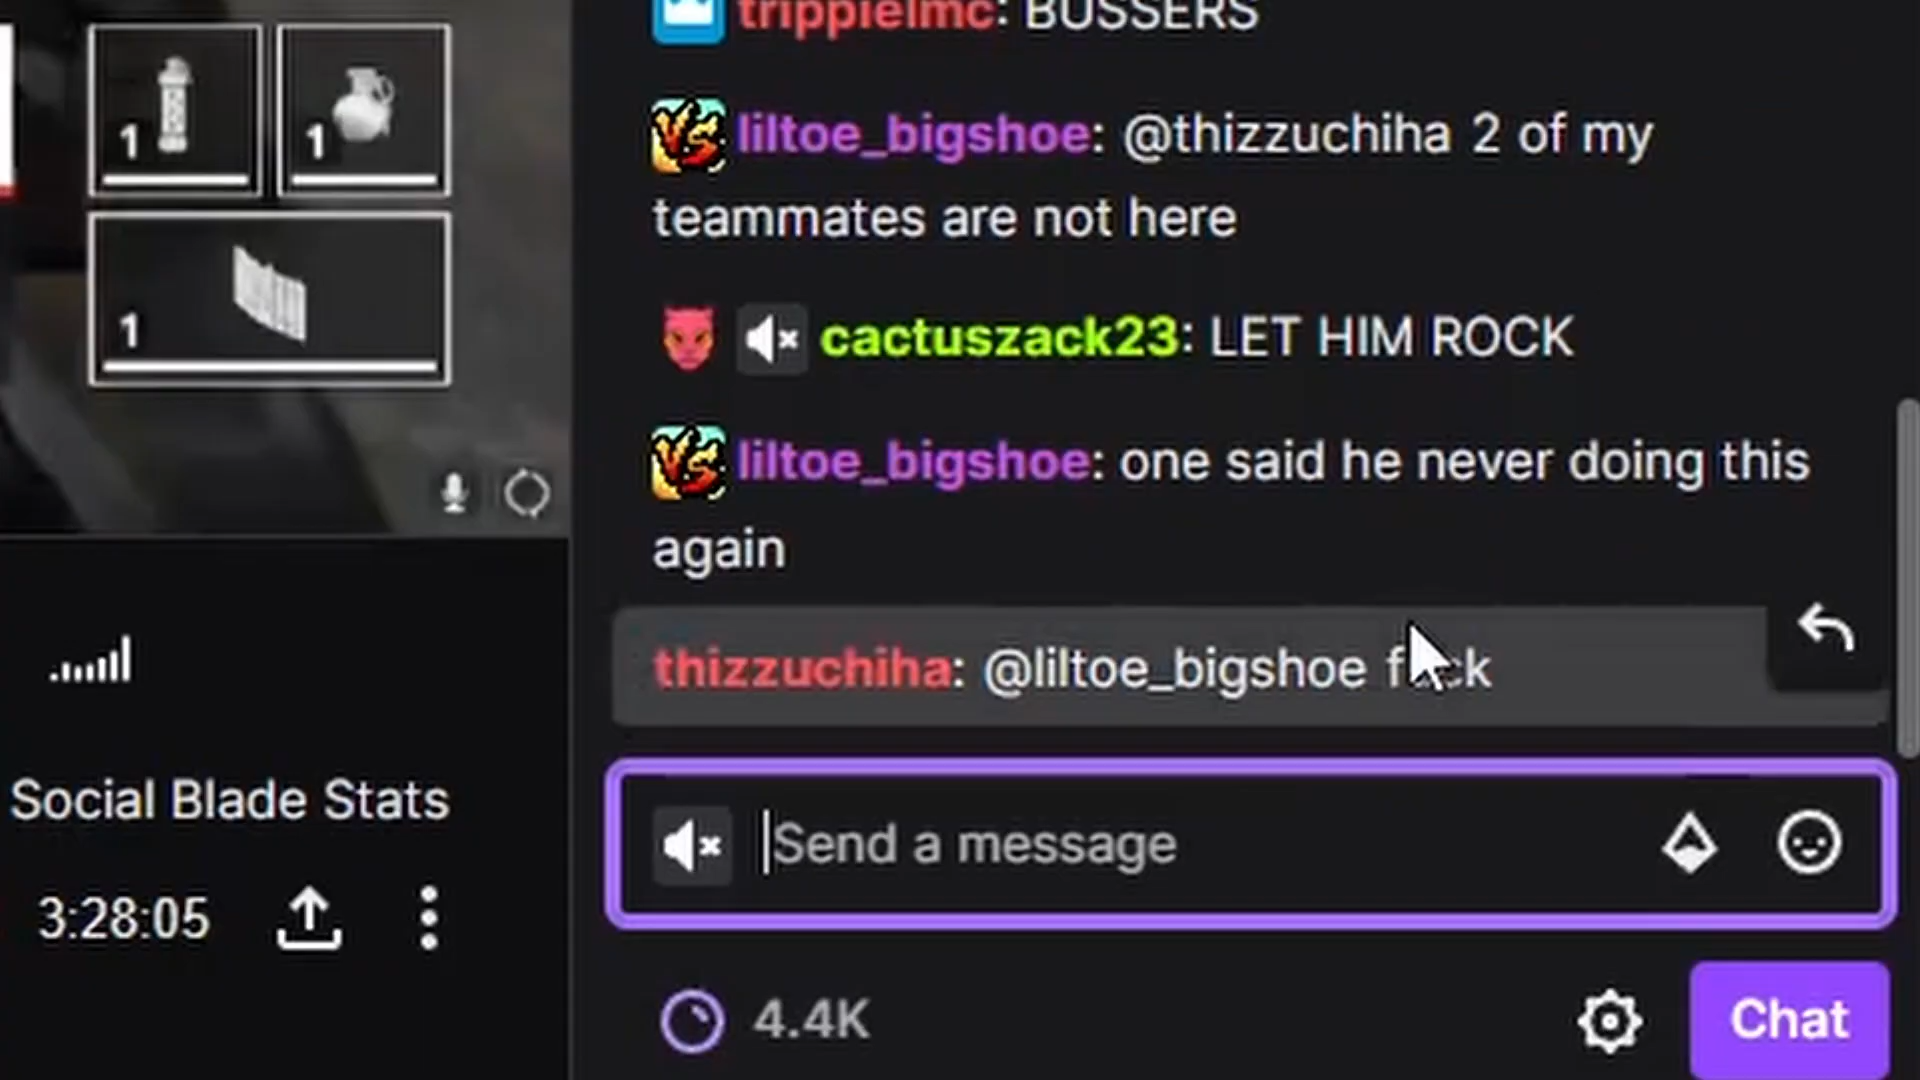 trippielmc: BUSSERS
1
1
liltoe_bigshoe: @thizzuchiha 2 of my
teammates are not here
1
cactuszack23: LET HIM ROCK
liltoe_bigshoe: one said he never doing this
again
thizzuchiha: @liltoe_bigshoe
Social Blade Stats
Send a message
3:28:05
4.4K
Chat